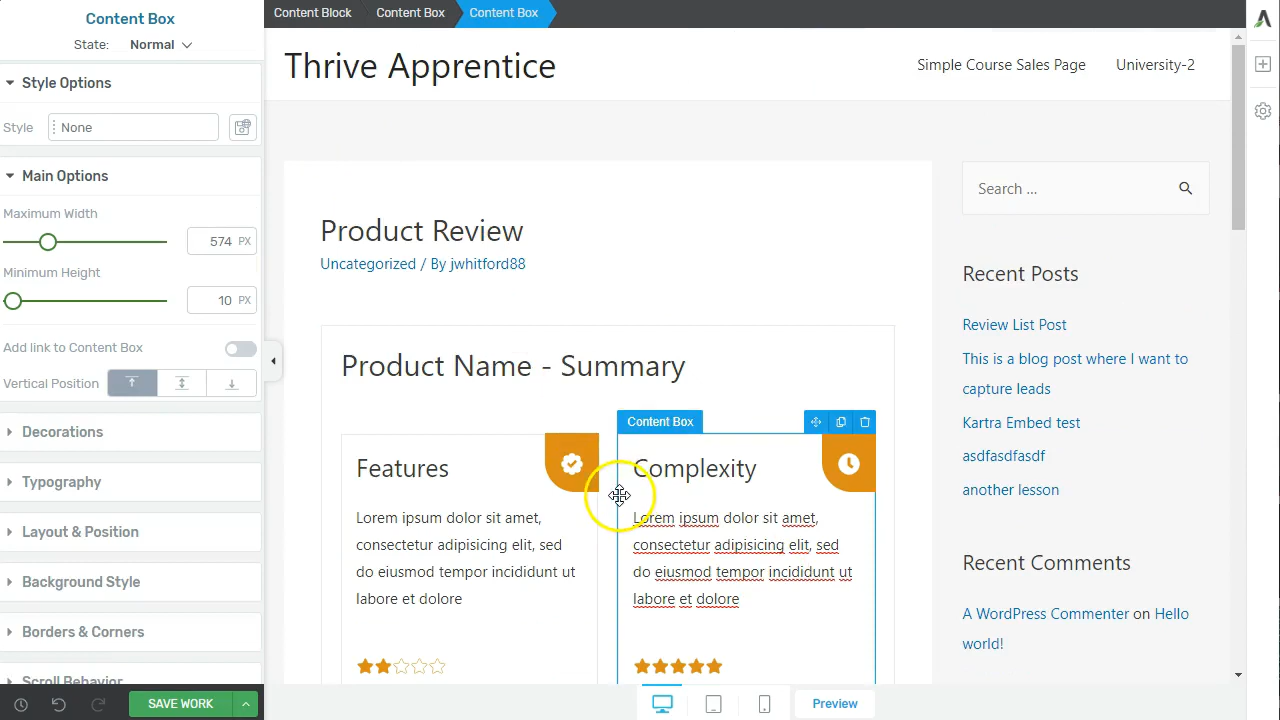 Content Box
State: Normal
Style Options
Style None
Main Options
Maximum Width
574 PX
Minimum Height
10 PX
Add link to Content Box
Vertical Position
Decorations
Typography
Layout & Position
Background Style
Borders & Corners
Scroll Behavior
SAVE WORK
Content Block Content Box Content Box
Thrive Apprentice
Simple Course Sales Page University-2
Product Review
Uncategorized / By jwhitford88
Product Name - Summary
Content Box
Features
Lorem ipsum dolor sit amet,
consectetur adipisicing elit, sed
do eiusmod tempor incididunt ut
labore et dolore
Complexity
Lorem ipsum dolor sit amet,
consectetur adipisicing elit, sed
do eiusmod tempor incididunt ut
labore et dolore
Search ...
Recent Posts
Review List Post
This is a blog post where I want to
capture leads
Kartra Embed test
asdfasdfasdf
another lesson
Recent Comments
A WordPress Commenter on Hello
world!
Preview